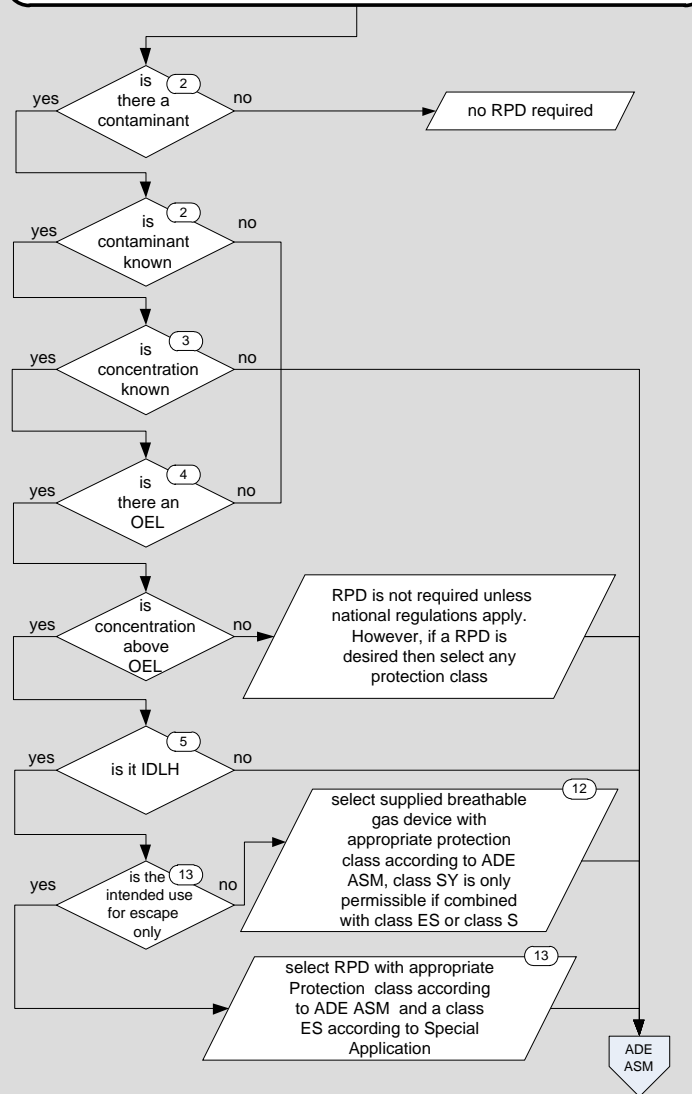 2
is
there a
contaminant
yes
no
no RPD required
2
is
contaminant
known
yes
no
3
is
concentration
known
yes
no
4
is
there an
OEL
yes
no
is
concentration
above
OEL
yes
no
RPD is not required unless
national regulations apply.
However, if a RPD is
desired then select any
protection class
5
is it IDLH
yes
no
12
select supplied breathable
gas device with
appropriate protection
class according to ADE
ASM, class SY is only
permissible if combined
with class ES or class S
is the
13
intended use
for escape
only
yes
no
13
select RPD with appropriate
Protection class according
to ADE ASM and a class
ES according to Special
Application
ADE
ASM